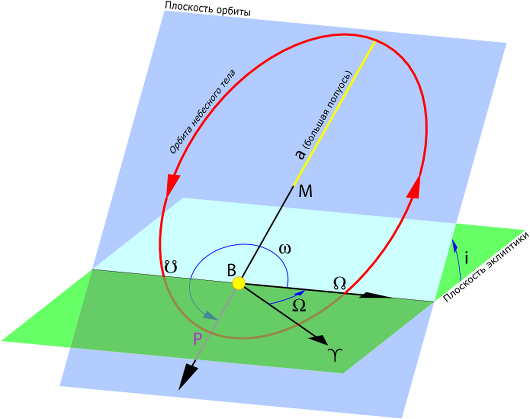 Плоскость орбиты
Орбита небесного тела
a (большая полуось)
M
ω
☋
B
☊
Ω
i
Плоскость эклиптики
P
♈